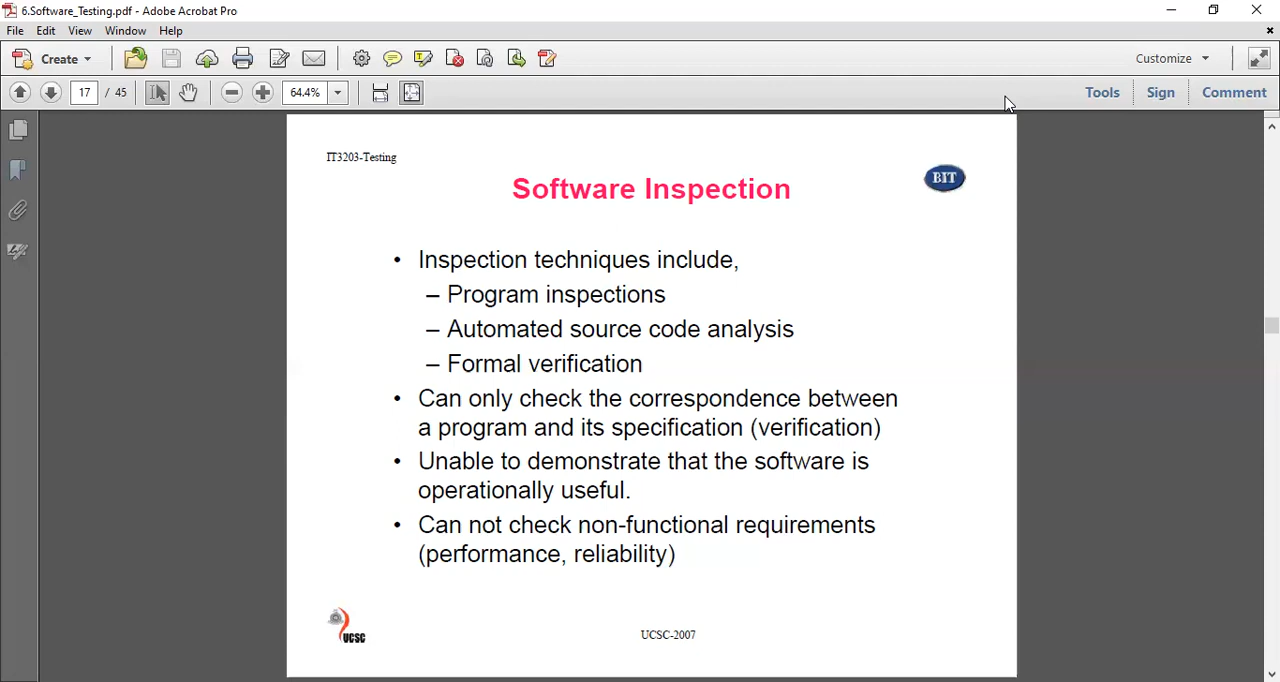 6.Software_Testing.pdf - Adobe Acrobat Pro
File Edit View Window Help
Create Customize
17 / 45 64.4% Tools Sign Comment
IT3203-Testing
BIT
Software Inspection
• Inspection techniques include,
– Program inspections
– Automated source code analysis
– Formal verification
• Can only check the correspondence between
a program and its specification (verification)
• Unable to demonstrate that the software is
operationally useful.
• Can not check non-functional requirements
(performance, reliability)
UCSC
UCSC-2007